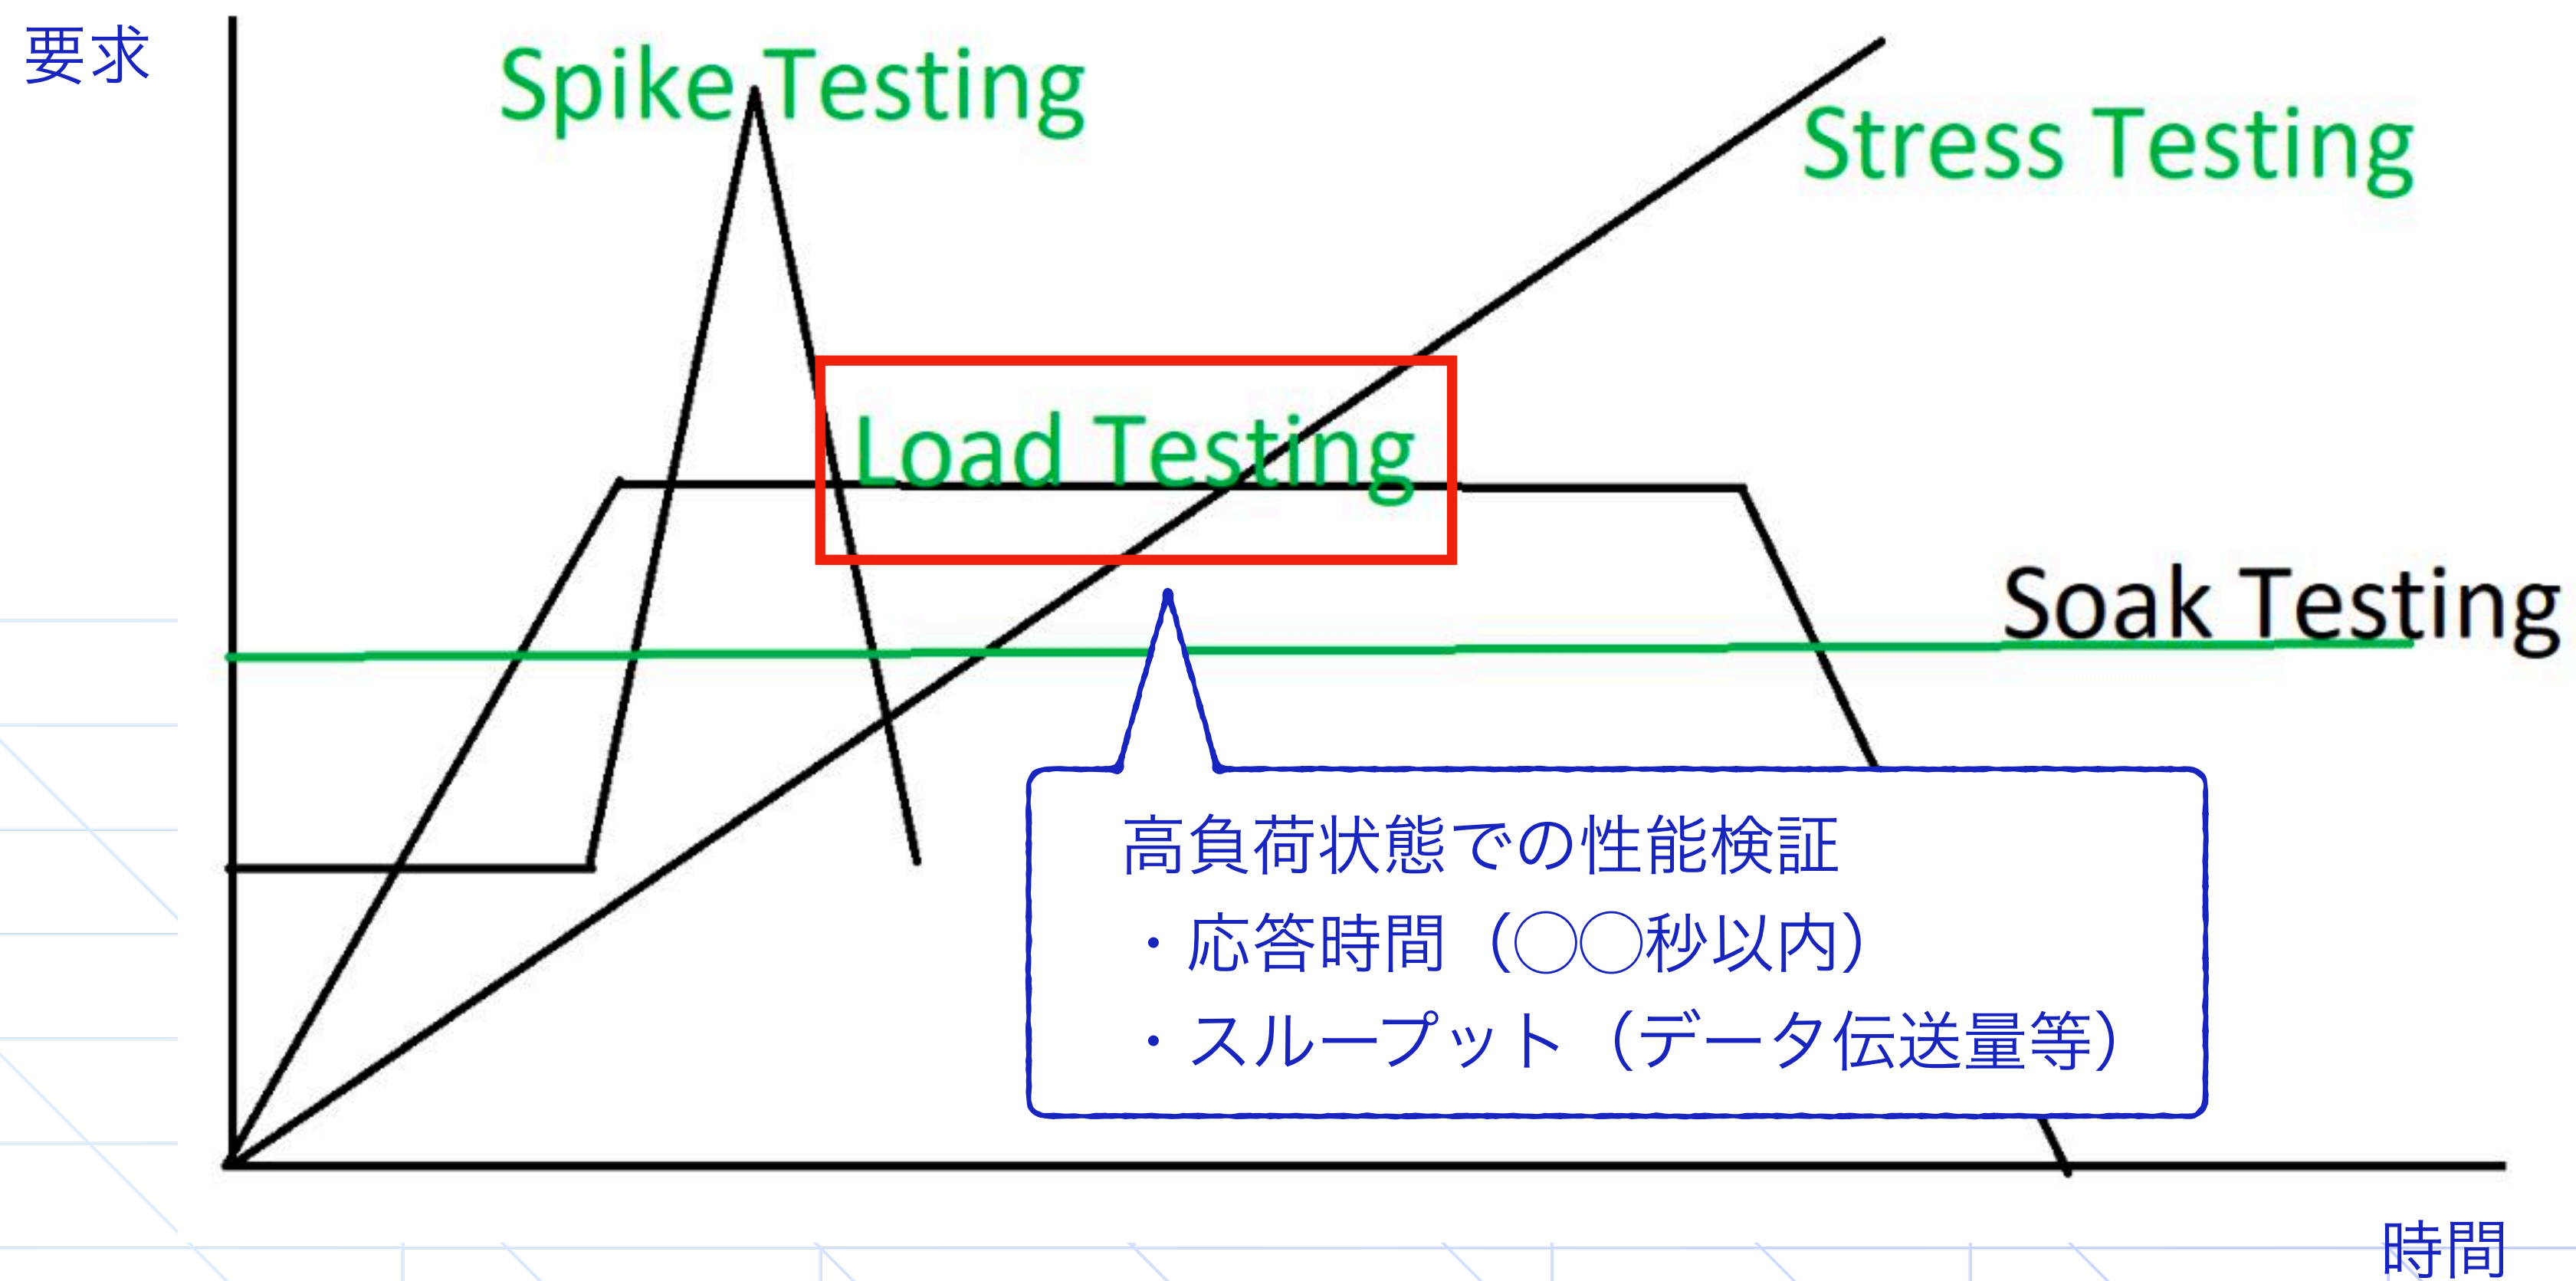 要求
Spike Testing
Stress Testing
Load Testing
Soak Testing
高負荷状態での性能検証
・応答時間（◯◯秒以内）
・スループット（データ伝送量等）
時間